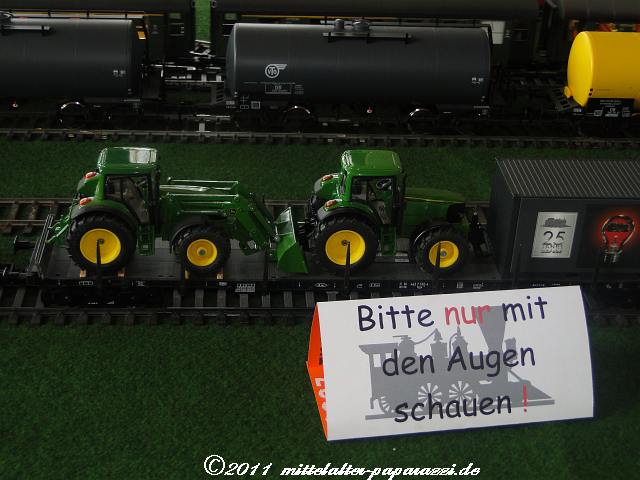 25
Bitte nur mit
den Augen
schauen !
©2011 mittelalter-paparazzi.de